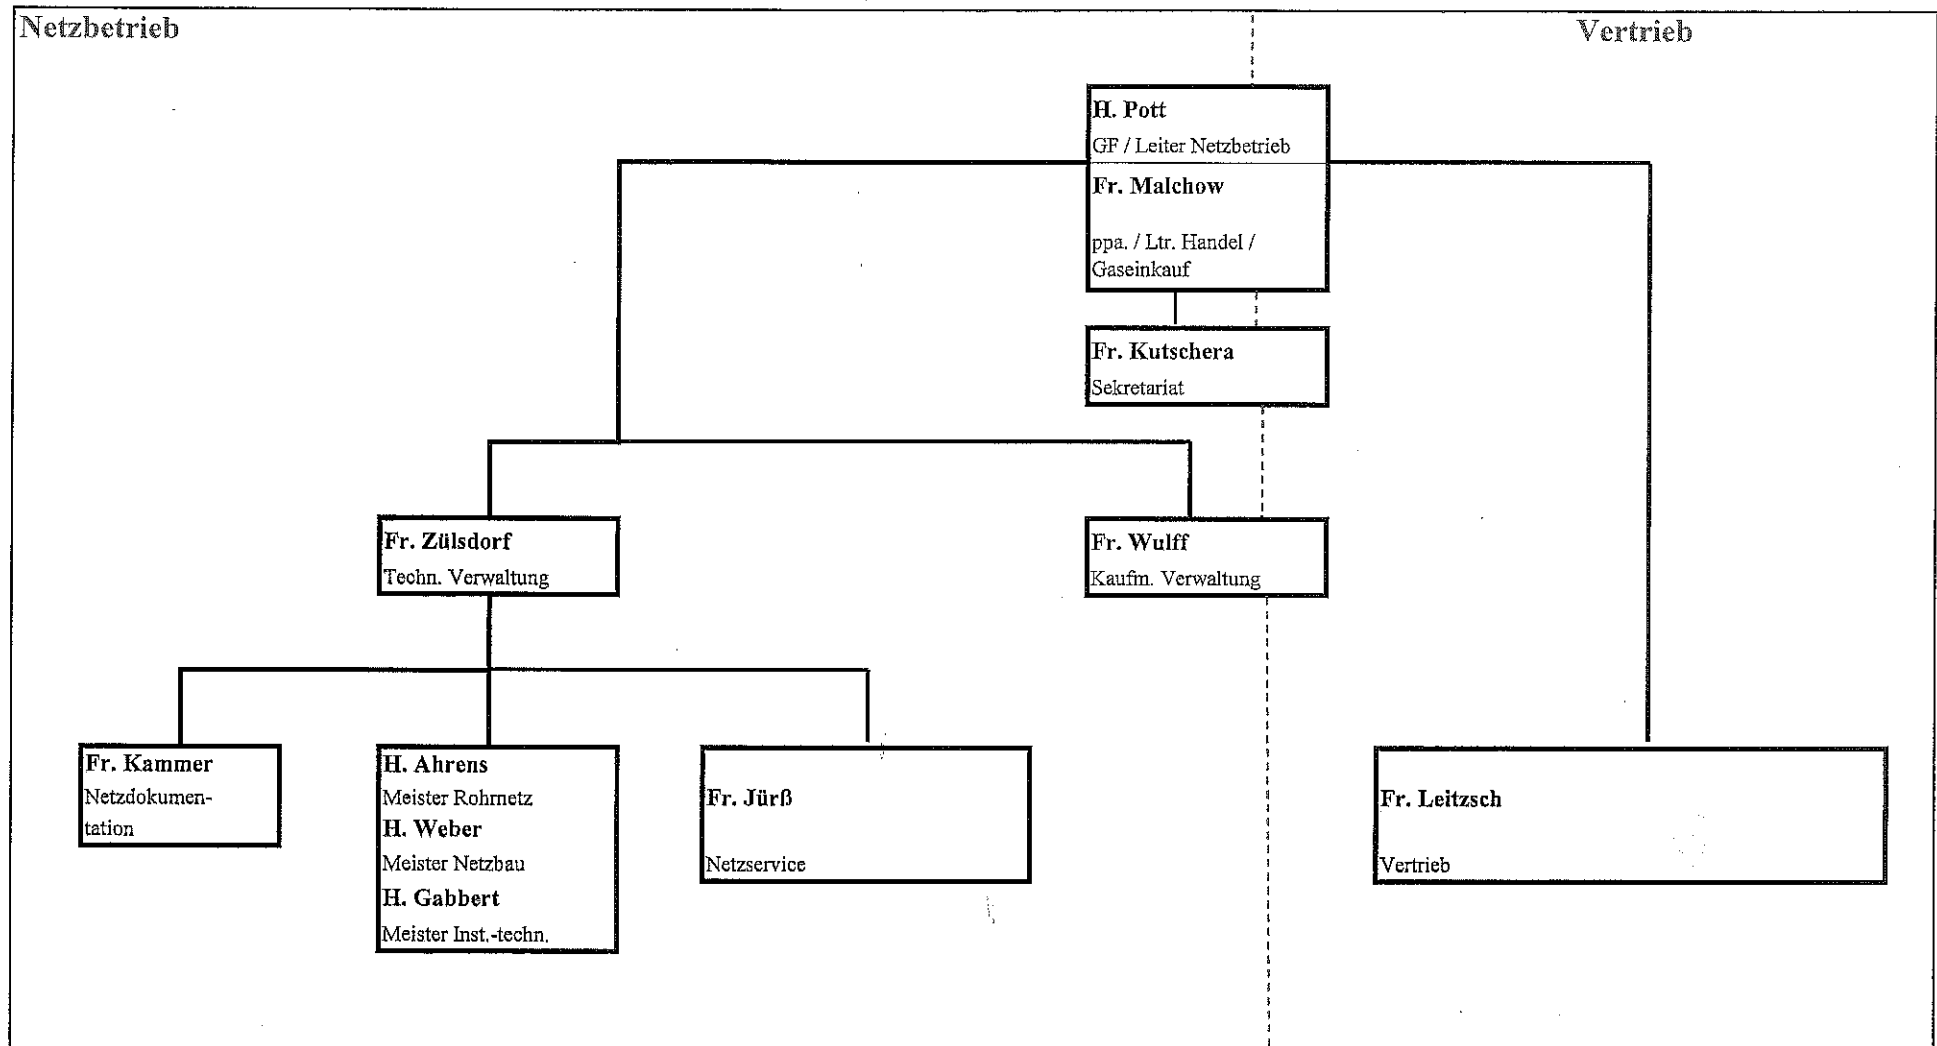 Netzbetrieb
Vertrieb
H. Pott
GF / Leiter Netzbetrieb
Fr. Malchow
ppa. / Ltr. Handel /
Gaseinkauf
Fr. Kutschera
Sekretariat
Fr. Zülsdorf
Techn. Verwaltung
Fr. Wulff
Kaufm. Verwaltung
Fr. Kammer
Netzdokumen-
tation
H. Ahrens
Meister Rohrnetz
H. Weber
Meister Netzbau
H. Gabbert
Meister Inst.-techn.
Fr. Jürß
Netzservice
Fr. Leitzsch
Vertrieb